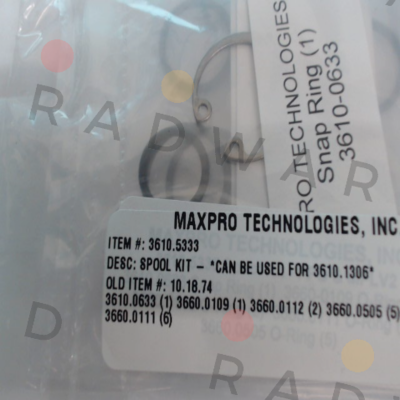 RO TECHNOLOGIES
Snap Ring (1)
3610-0633
RADWAR
MAXPRO TECHNOLOGIES, INC
ITEM #: 3610.5333
DESC: SPOOL KIT - *CAN BE USED FOR 3610.1306*
OLD ITEM #: 10.18.74
3610.0633 (1) 3660.0109 (1) 3660.0112 (2) 3660.0505 (5)
3660.0111 (6)
RADWAR